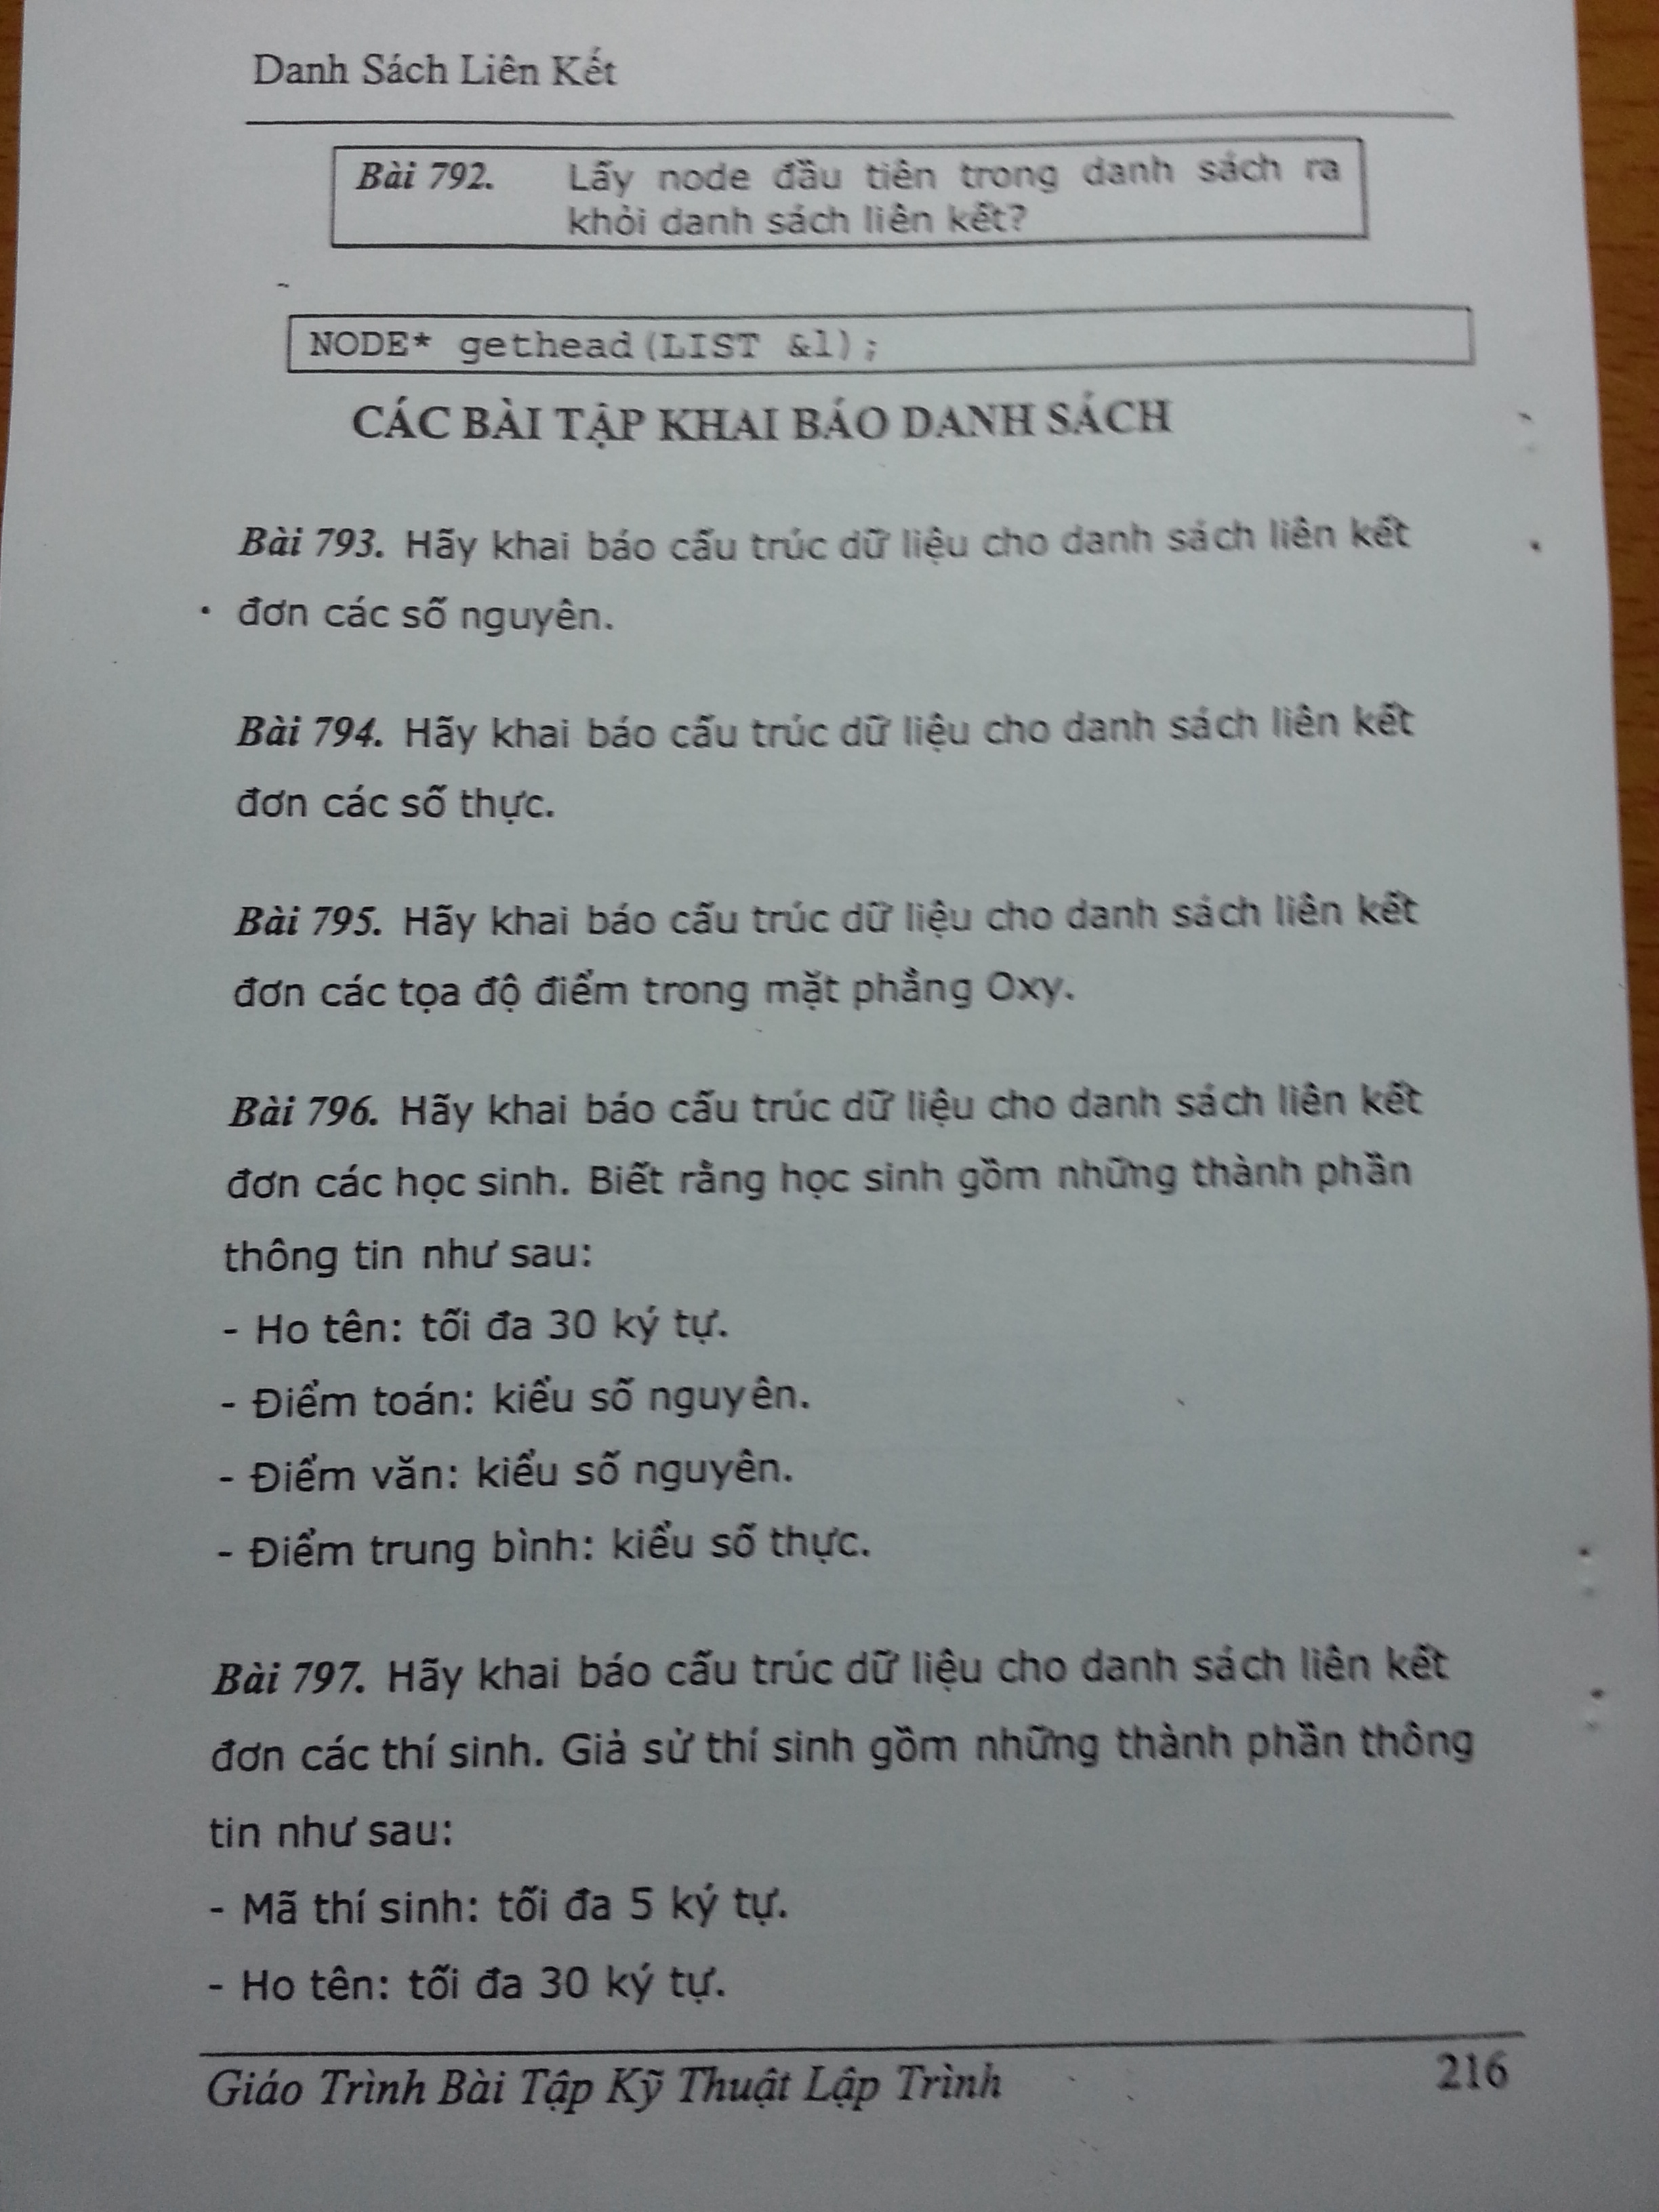 Danh Sách Liên Kết
Bài 792. Lấy node đầu tiên trong danh sách ra
khỏi danh sách liên kết?
NODE* gethead(LIST &l);
CÁC BÀI TẬP KHAI BÁO DANH SÁCH
Bài 793. Hãy khai báo cấu trúc dữ liệu cho danh sách liên kết
đơn các số nguyên.
Bài 794. Hãy khai báo cấu trúc dữ liệu cho danh sách liên kết
đơn các số thực.
Bài 795. Hãy khai báo cấu trúc dữ liệu cho danh sách liên kết
đơn các tọa độ điểm trong mặt phẳng Oxy.
Bài 796. Hãy khai báo cấu trúc dữ liệu cho danh sách liên kết
đơn các học sinh. Biết rằng học sinh gồm những thành phần
thông tin như sau:
- Ho tên: tối đa 30 ký tự.
- Điểm toán: kiểu số nguyên.
- Điểm văn: kiểu số nguyên.
- Điểm trung bình: kiểu số thực.
Bài 797. Hãy khai báo cấu trúc dữ liệu cho danh sách liên kết
đơn các thí sinh. Giả sử thí sinh gồm những thành phần thông
tin như sau:
- Mã thí sinh: tối đa 5 ký tự.
- Ho tên: tối đa 30 ký tự.
Giáo Trình Bài Tập Kỹ Thuật Lập Trình 216